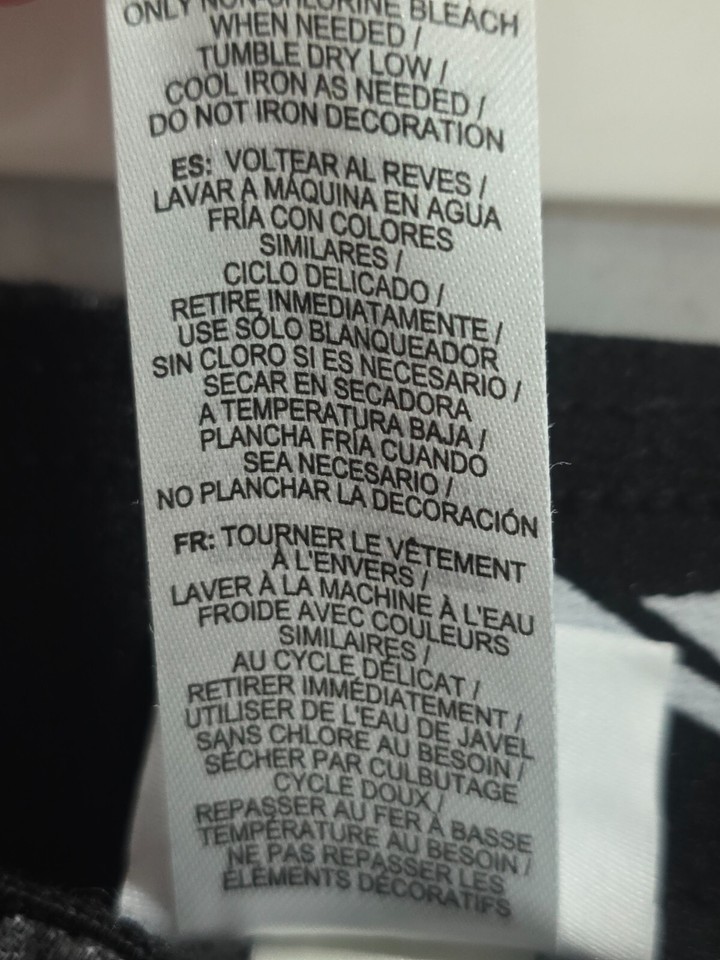 ONLY NON-CHLORINE BLEACH
WHEN NEEDED /
TUMBLE DRY LOW /
COOL IRON AS NEEDED /
DO NOT IRON DECORATION
ES: VOLTEAR AL REVES /
LAVAR A MÁQUINA EN AGUA
FRÍA CON COLORES
SIMILARES /
CICLO DELICADO /
RETIRE INMEDIATAMENTE /
USE SÓLO BLANQUEADOR
SIN CLORO SI ES NECESARIO /
SECAR EN SECADORA
A TEMPERATURA BAJA /
PLANCHA FRÍA CUANDO
SEA NECESARIO /
NO PLANCHAR LA DECORACIÓN
FR: TOURNER LE VÊTEMENT
À L'ENVERS /
LAVER À LA MACHINE À L'EAU
FROIDE AVEC COULEURS
SIMILAIRES /
AU CYCLE DÉLICAT /
RETIRER IMMÉDIATEMENT /
UTILISER DE L'EAU DE JAVEL
SANS CHLORE AU BESOIN /
SÉCHER PAR CULBUTAGE
CYCLE DOUX /
REPASSER AU FER À BASSE
TEMPÉRATURE AU BESOIN /
NE PAS REPASSER LES
ÉLÉMENTS DÉCORATIFS